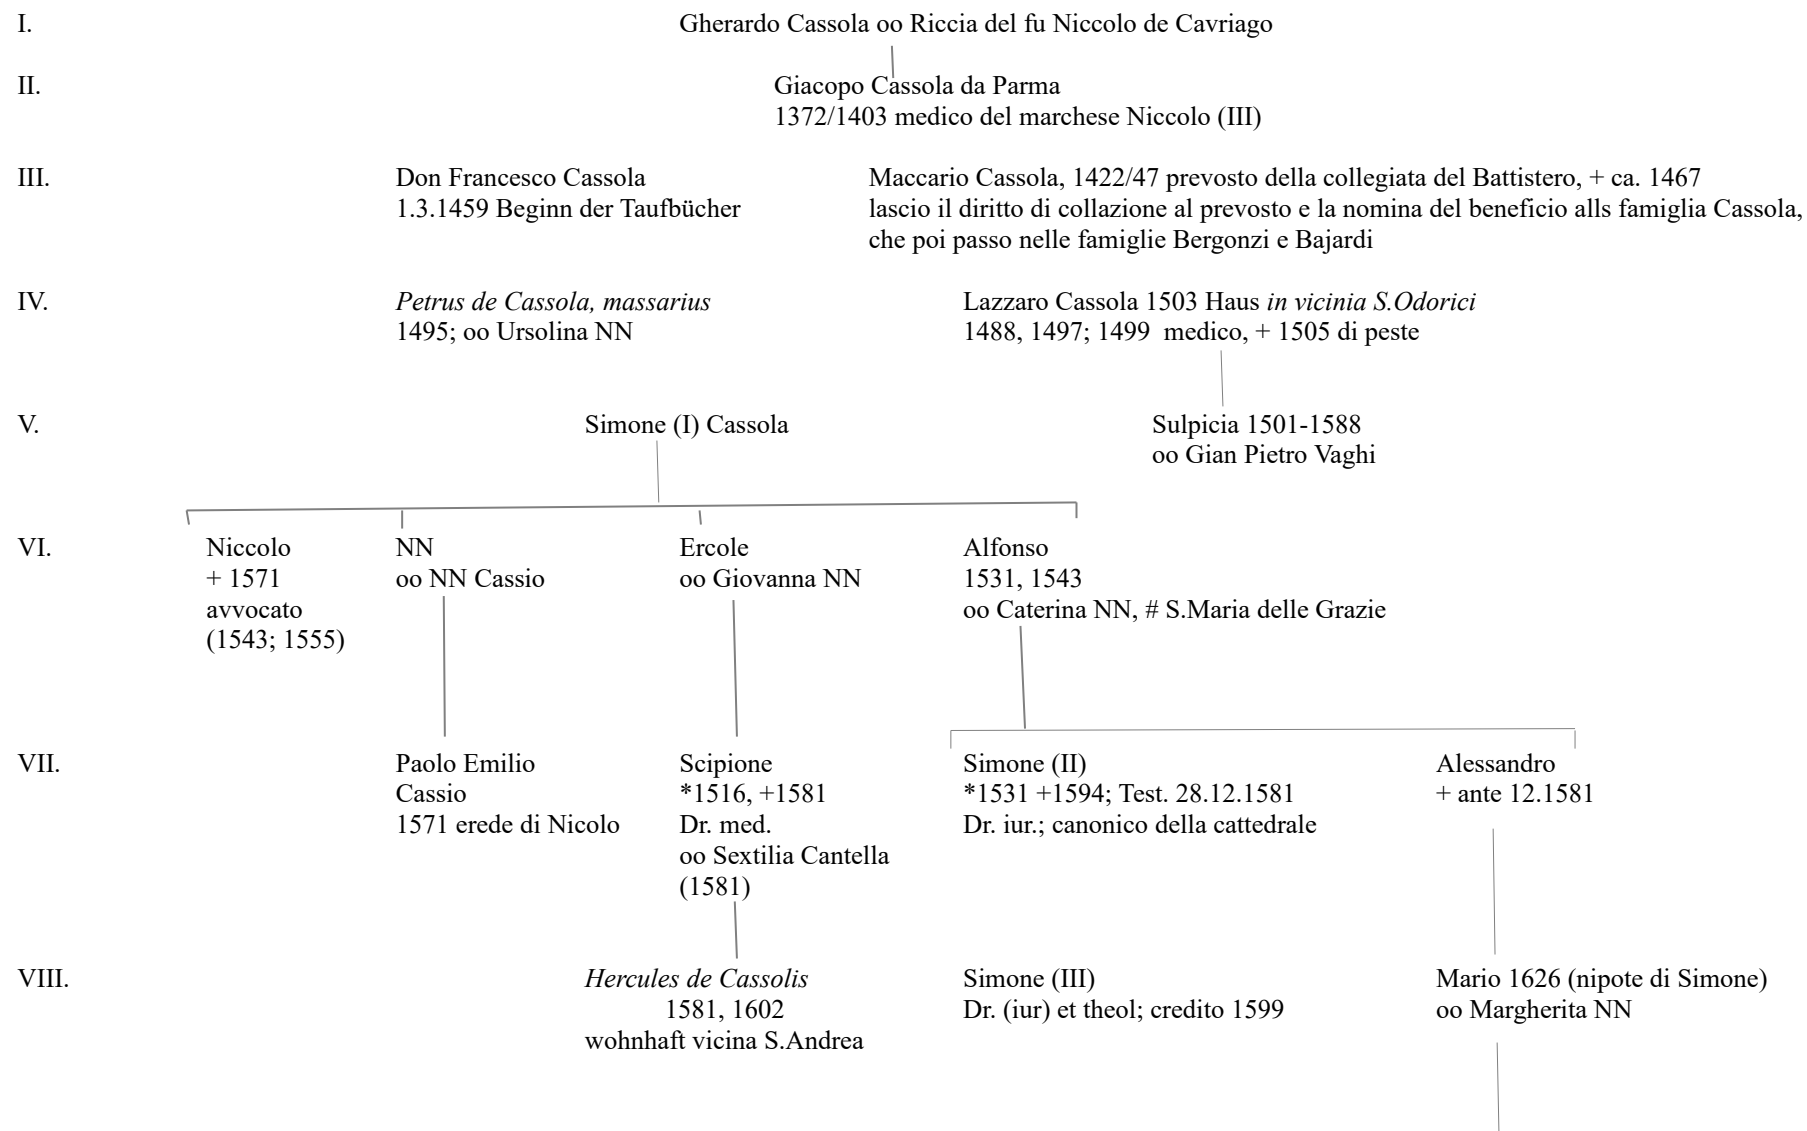 I.
Gherardo Cassola oo Riccia del fu Niccolo de Cavriago
II.
Giacopo Cassola da Parma
1372/1403 medico del marchese Niccolo (III)
III.
Don Francesco Cassola
1.3.1459 Beginn der Taufbücher
Maccario Cassola, 1422/47 prevosto della collegiata del Battistero, + ca. 1467
lascio il diritto di collazione al prevosto e la nomina del beneficio alls famiglia Cassola,
che poi passo nelle famiglie Bergonzi e Bajardi
IV.
Petrus de Cassola, massarius
1495; oo Ursolina NN
Lazzaro Cassola 1503 Haus in vicinia S.Odorici
1488, 1497; 1499 medico, + 1505 di peste
V.
Simone (I) Cassola
Sulpicia 1501-1588
oo Gian Pietro Vaghi
VI.
Niccolo
+ 1571
avvocato
(1543; 1555)
NN
oo NN Cassio
Ercole
oo Giovanna NN
Alfonso
1531, 1543
oo Caterina NN, # S.Maria delle Grazie
VII.
Paolo Emilio
Cassio
1571 erede di Nicolo
Scipione
*1516, +1581
Dr. med.
oo Sextilia Cantella
(1581)
Simone (II)
*1531 +1594; Test. 28.12.1581
Dr. iur.; canonico della cattedrale
Alessandro
+ ante 12.1581
VIII.
Hercules de Cassolis
1581, 1602
wohnhaft vicina S.Andrea
Simone (III)
Dr. (iur) et theol; credito 1599
Mario 1626 (nipote di Simone)
oo Margherita NN